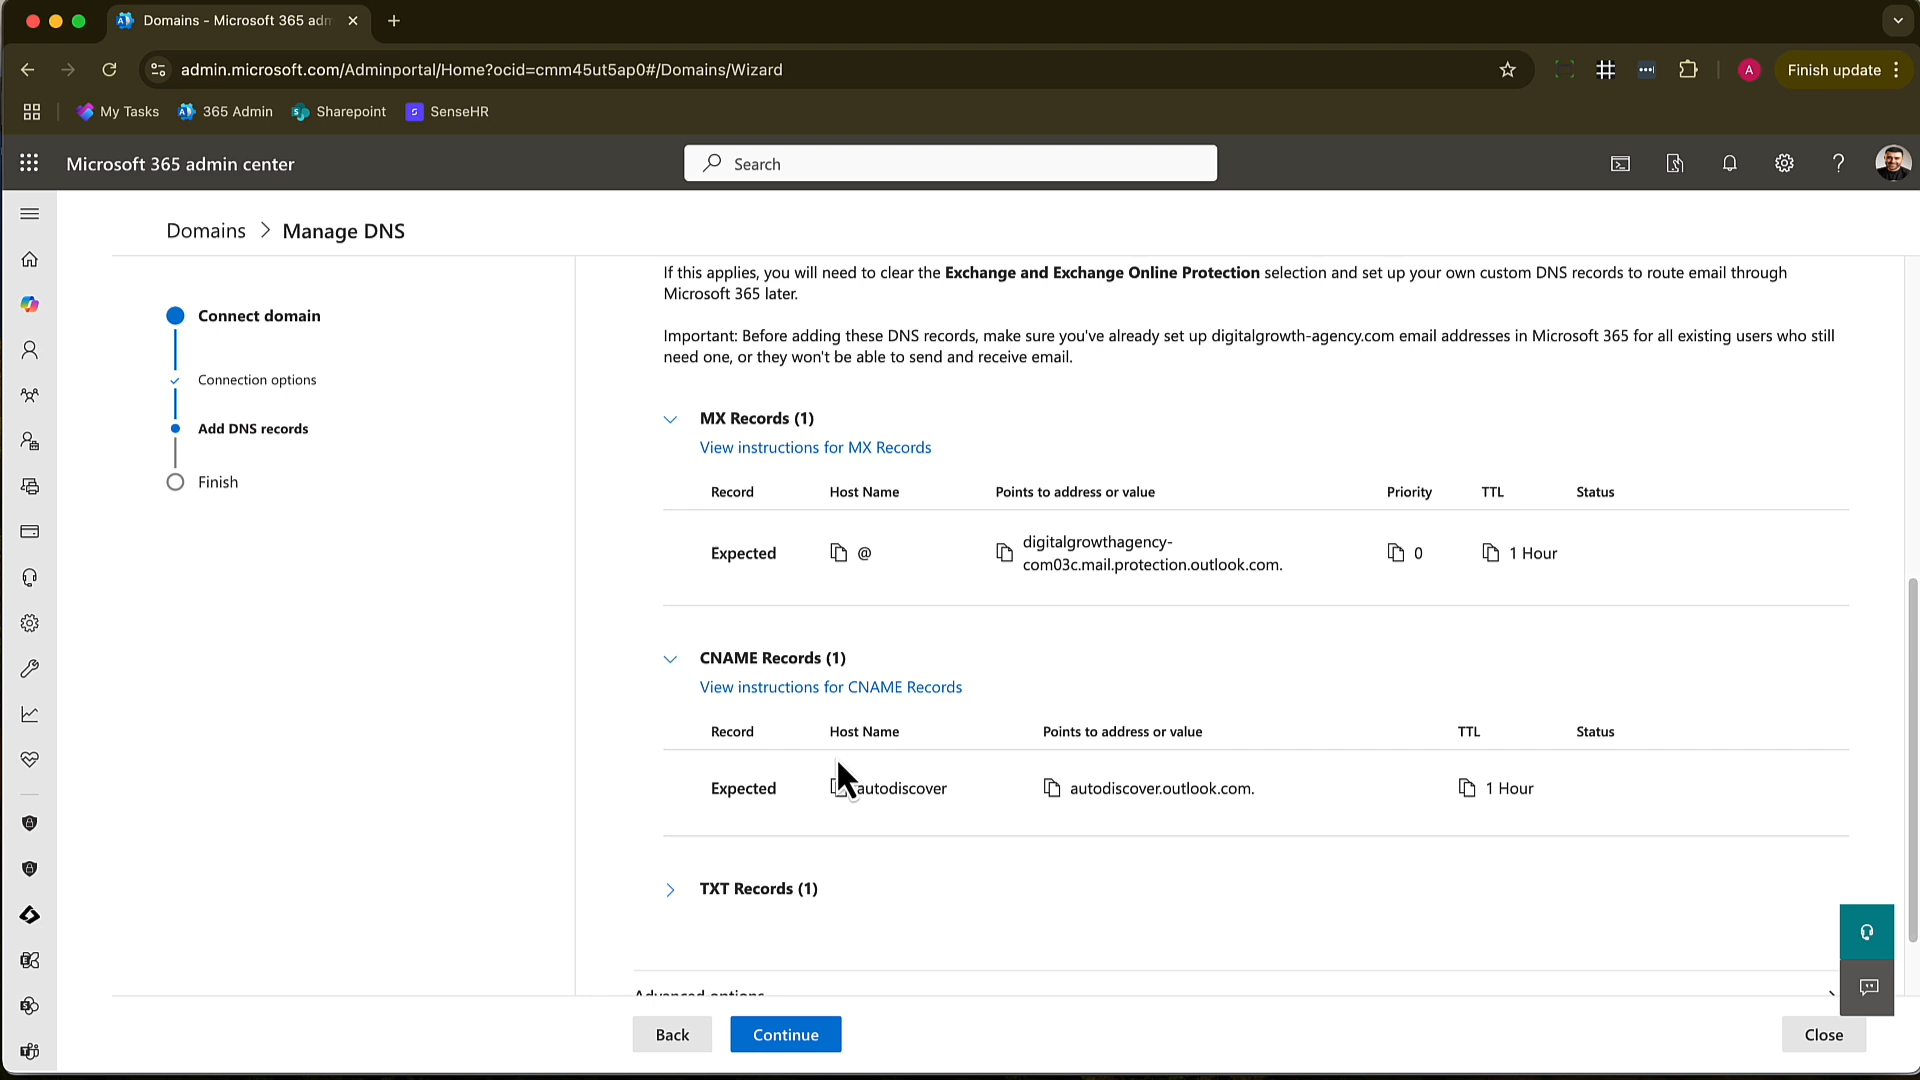 Domains - Microsoft 365 adm
admin.microsoft.com/Adminportal/Home?ocid=cmm45ut5ap0#/Domains/Wizard
A
Finish update
My Tasks
365 Admin
Sharepoint
SenseHR
Microsoft 365 admin center
Search
Domains > Manage DNS
Connect domain
Connection options
Add DNS records
Finish
If this applies, you will need to clear the Exchange and Exchange Online Protection selection and set up your own custom DNS records to route email through
Microsoft 365 later.
Important: Before adding these DNS records, make sure you've already set up digitalgrowth-agency.com email addresses in Microsoft 365 for all existing users who still
need one, or they won't be able to send and receive email.
MX Records (1)
View instructions for MX Records
Record Host Name Points to address or value Priority TTL Status
Expected @ digitalgrowthagency-
com03c.mail.protection.outlook.com. 0 1 Hour
CNAME Records (1)
View instructions for CNAME Records
Record Host Name Points to address or value TTL Status
Expected autodiscover autodiscover.outlook.com. 1 Hour
TXT Records (1)
Advanced options
Back
Continue
Close